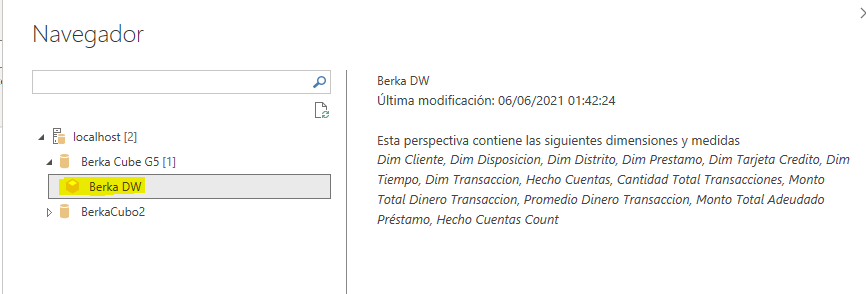 Navegador
localhost [2]
Berka Cube G5 [1]
Berka DW
BerkaCubo2
Berka DW
Última modificación: 06/06/2021 01:42:24
Esta perspectiva contiene las siguientes dimensiones y medidas
Dim Cliente, Dim Disposicion, Dim Distrito, Dim Prestamo, Dim Tarjeta Credito, Dim
Tiempo, Dim Transaccion, Hecho Cuentas, Cantidad Total Transacciones, Monto
Total Dinero Transaccion, Promedio Dinero Transaccion, Monto Total Adeudado
Préstamo, Hecho Cuentas Count